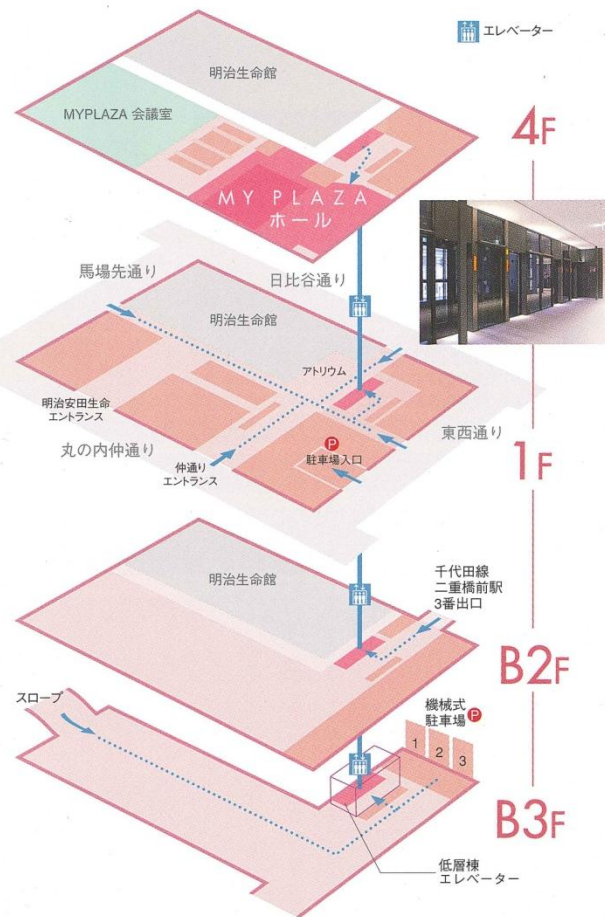 エレベーター
明治生命館
MYPLAZA 会議室
4F
MY PLAZA
ホール
馬場先通り
日比谷通り
明治生命館
アトリウム
明治安田生命
エントランス
丸の内仲通り
仲通り
エントランス
P
駐車場入口
東西通り
1F
明治生命館
千代田線
二重橋前駅
3番出口
B2F
スロープ
機械式
駐車場 P
1
2
3
B3F
低層棟
エレベーター